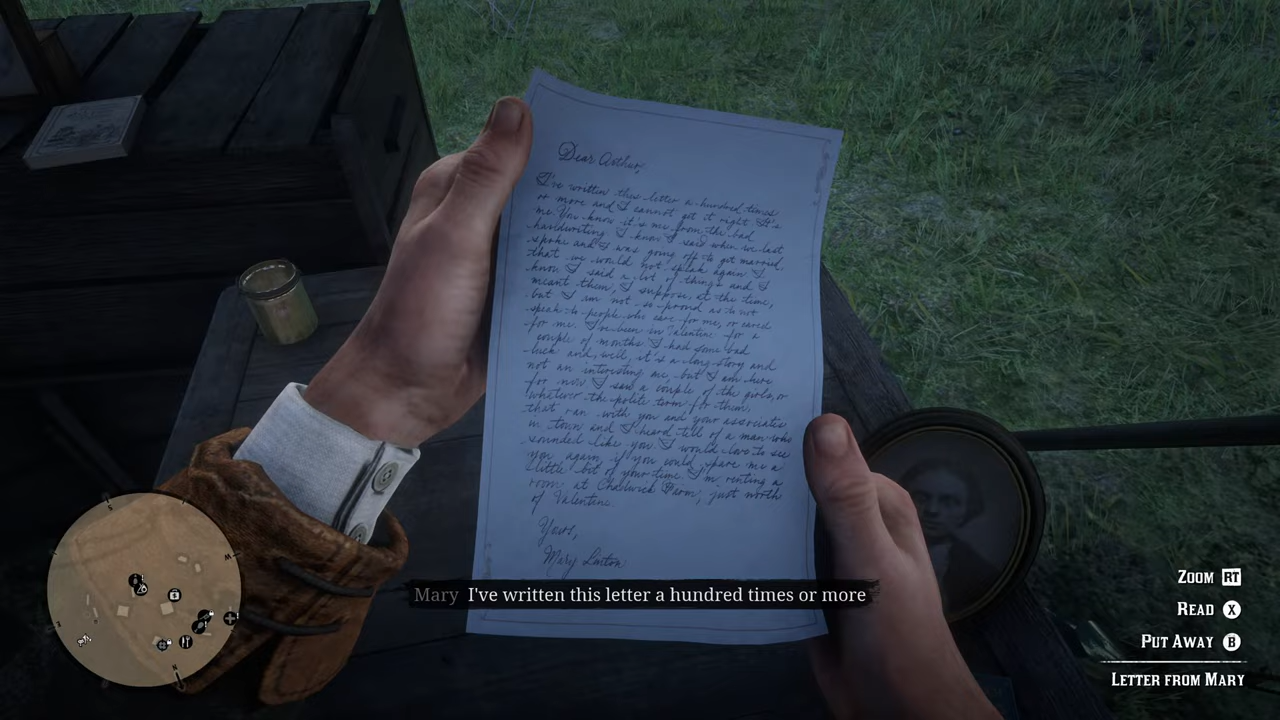 Dear Arthur,
I've written this letter a hundred times
or more and I cannot get it right. It's
me. You know it's me from the bad
handwriting. I know I said when we last
spoke and I was going off to get married
that we would not speak again. I
know I said a lot of things and I
meant them, I suppose, at the time,
but I am not so proud as to not
speak to people who care for me, or cared
for me. I've been in Valentine for a
couple of months. I had some bad
luck and, well, it's a long story and
not an interesting one, but I am here
for now. I saw a couple of the girls, or
whatever the polite term for them,
that ran with you and your associates
in town and I heard tell of a man who
sounded like you. I would love to see
you again, if you could spare me a
little bit of your time. I'm renting a
room at Chadwick Farm, just north
of Valentine.
Yours,
Mary Linton
Mary I've written this letter a hundred times or more
ZOOM RT
READ X
PUT AWAY B
LETTER FROM MARY